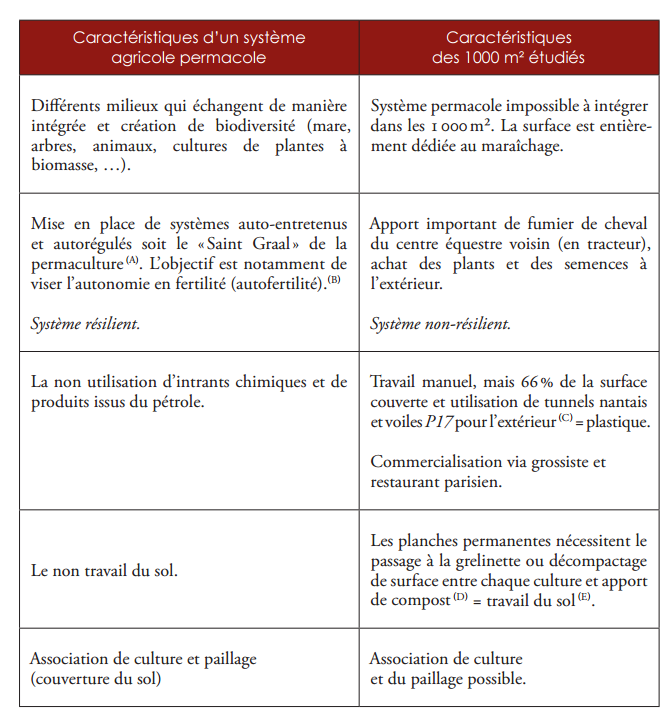 Caractéristiques d'un système
agricole permacole
Caractéristiques
des 1000 m² étudiés
Différents milieux qui échangent de manière
intégrée et création de biodiversité (mare,
arbres, animaux, cultures de plantes à
biomasse, …).
Système permacole impossible à intégrer
dans les 1 000 m². La surface est entière-
ment dédiée au maraîchage.
Mise en place de systèmes auto-entretenus
et autorégulés soit le « Saint Graal » de la
permaculture (A). L'objectif est notamment de
viser l'autonomie en fertilité (autofertilité).(B)
Système résilient.
Apport important de fumier de cheval
du centre équestre voisin (en tracteur),
achat des plants et des semences à
l'extérieur.
Système non-résilient.
La non utilisation d'intrants chimiques et de
produits issus du pétrole.
Travail manuel, mais 66 % de la surface
couverte et utilisation de tunnels nantais
et voiles P17 pour l'extérieur (C) = plastique.
Commercialisation via grossiste et
restaurant parisien.
Le non travail du sol.
Les planches permanentes nécessitent le
passage à la grelinette ou décompactage
de surface entre chaque culture et apport
de compost (D) = travail du sol (E).
Association de culture et paillage
(couverture du sol)
Association de culture
et du paillage possible.